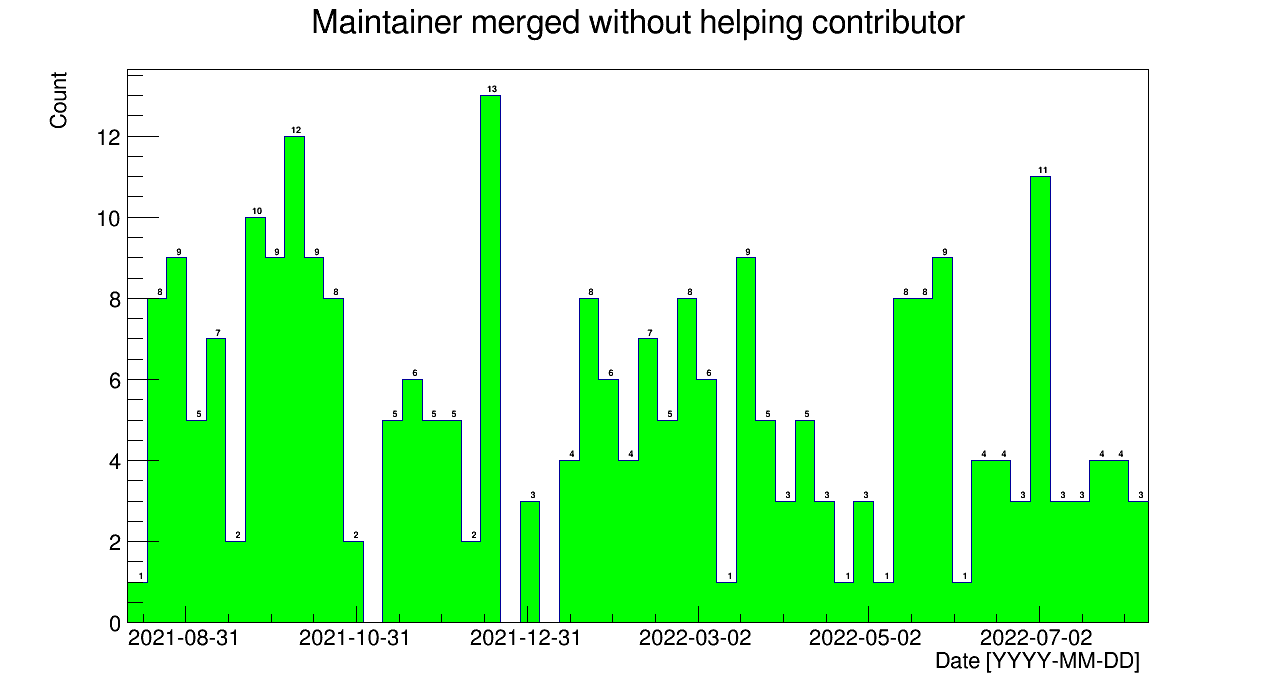 Maintainer merged without helping contributor
Count
1 8 9 5 7 2 10 9 12 9 8 2 5 6 5 5 2 13 3 4 8 6 4 7 5 8 6 1 9 5 3 5 3 1 3 1 8 8 9 1 4 4 3 11 3 3 4 4 3
12
10
8
6
4
2
0
2021-08-31 2021-10-31 2021-12-31 2022-03-02 2022-05-02 2022-07-02
Date [YYYY-MM-DD]